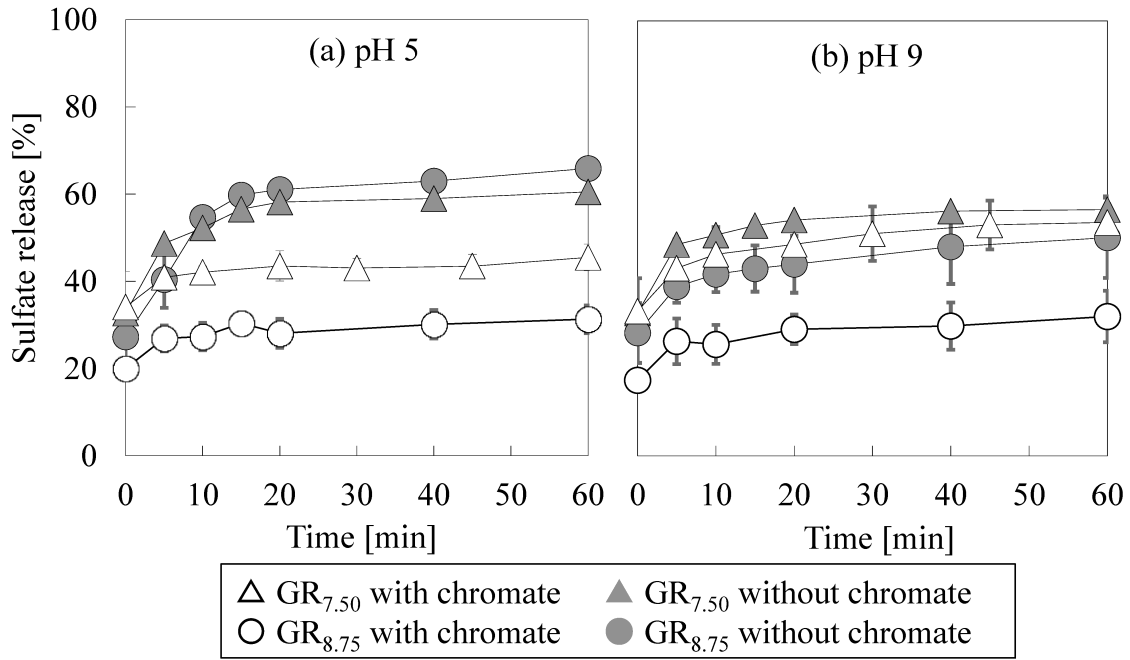 (a) pH 5
(b) pH 9
Sulfate release [%]
100
80
60
40
20
0
0 10 20 30 40 50 60
0 10 20 30 40 50 60
Time [min]
Time [min]
GR7.50 with chromate
GR7.50 without chromate
GR8.75 with chromate
GR8.75 without chromate